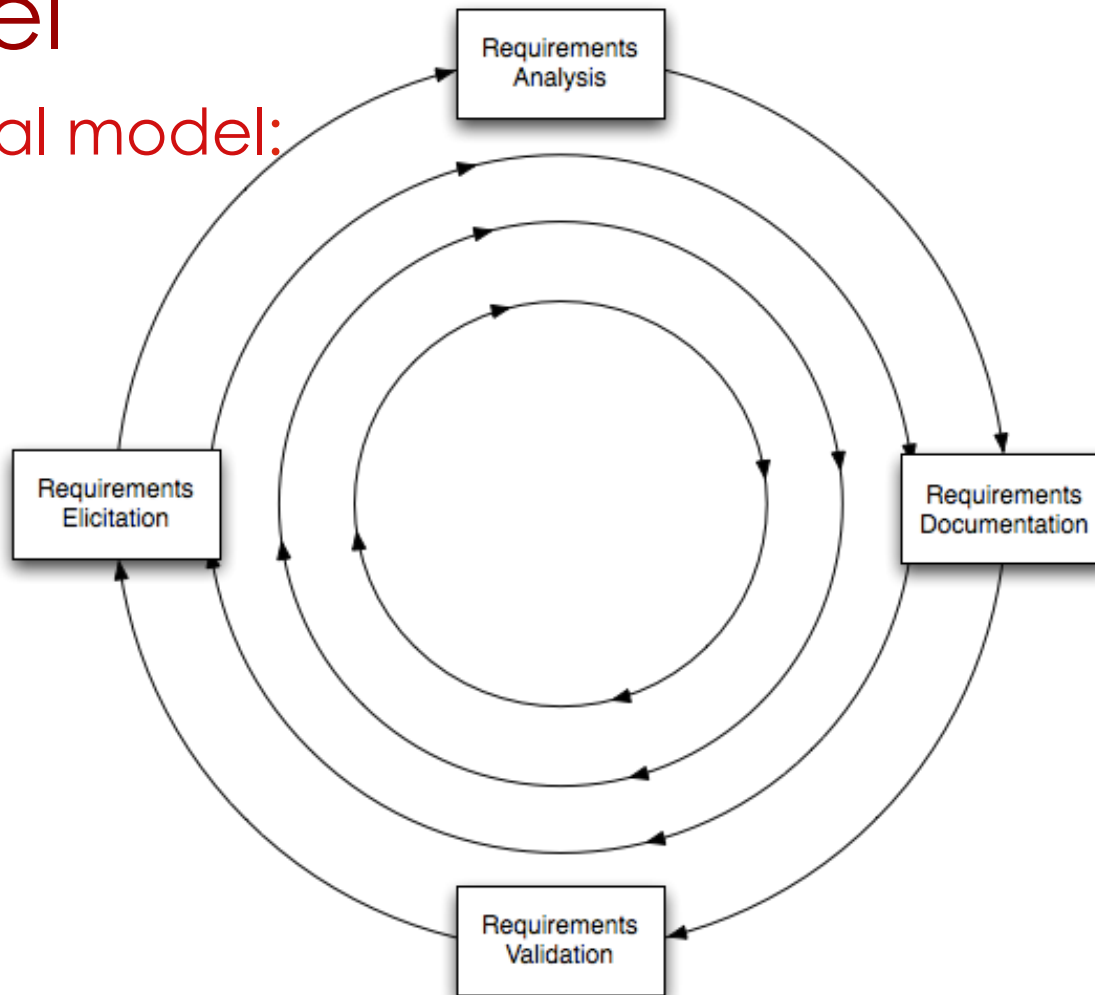 el
al model:
Requirements
Analysis
Requirements
Elicitation
Requirements
Documentation
Requirements
Validation